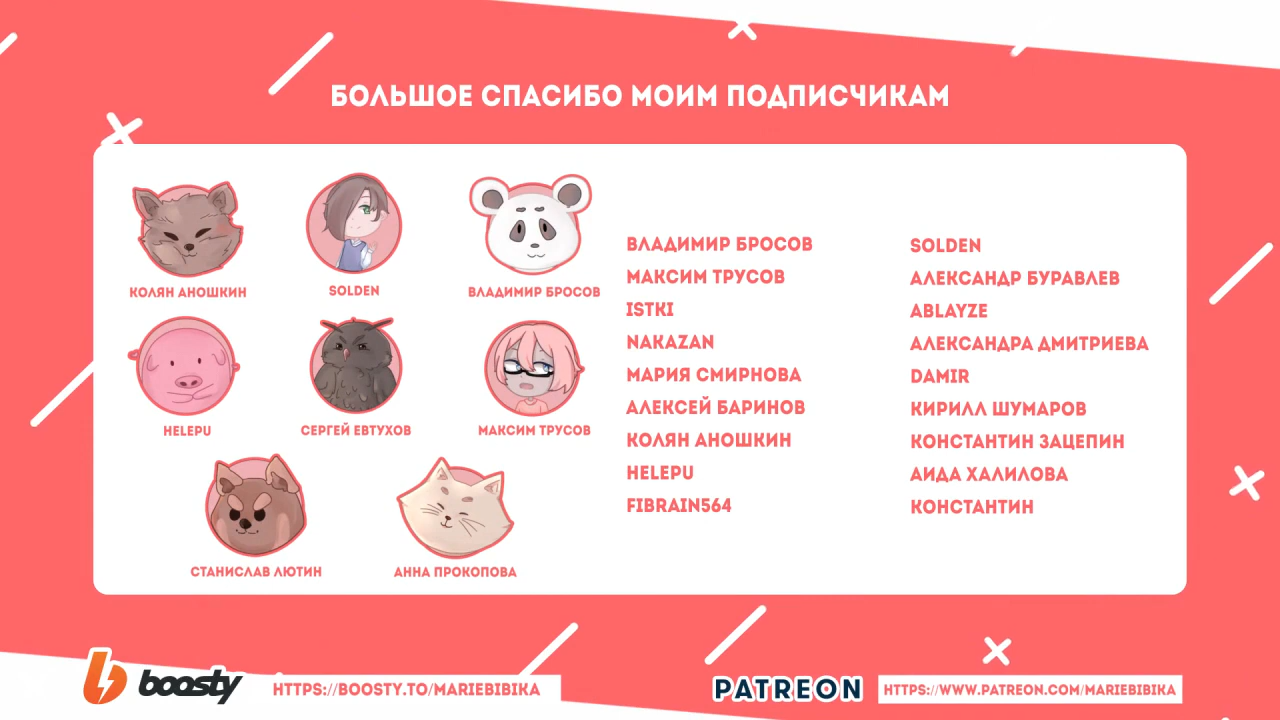 БОЛЬШОЕ СПАСИБО МОИМ ПОДПИСЧИКАМ
КОЛЯН АНОШКИН
SOLDEN
ВЛАДИМИР БРОСОВ
HELEPU
СЕРГЕЙ ЕВТУХОВ
МАКСИМ ТРУСОВ
СТАНИСЛАВ ЛЮТИН
АННА ПРОКОПОВА
ВЛАДИМИР БРОСОВ
МАКСИМ ТРУСОВ
ISTKI
NAKAZAN
МАРИЯ СМИРНОВА
АЛЕКСЕЙ БАРИНОВ
КОЛЯН АНОШКИН
HELEPU
FIBRAIN564
SOLDEN
АЛЕКСАНДР БУРАВЛЕВ
ABLAYZE
АЛЕКСАНДРА ДМИТРИЕВА
DAMIR
КИРИЛЛ ШУМАРОВ
КОНСТАНТИН ЗАЦЕПИН
АИДА ХАЛИЛОВА
КОНСТАНТИН
boosty
HTTPS://BOOSTY.TO/MARIEBIBIKA
PATREON
HTTPS://WWW.PATREON.COM/MARIEBIBIKA